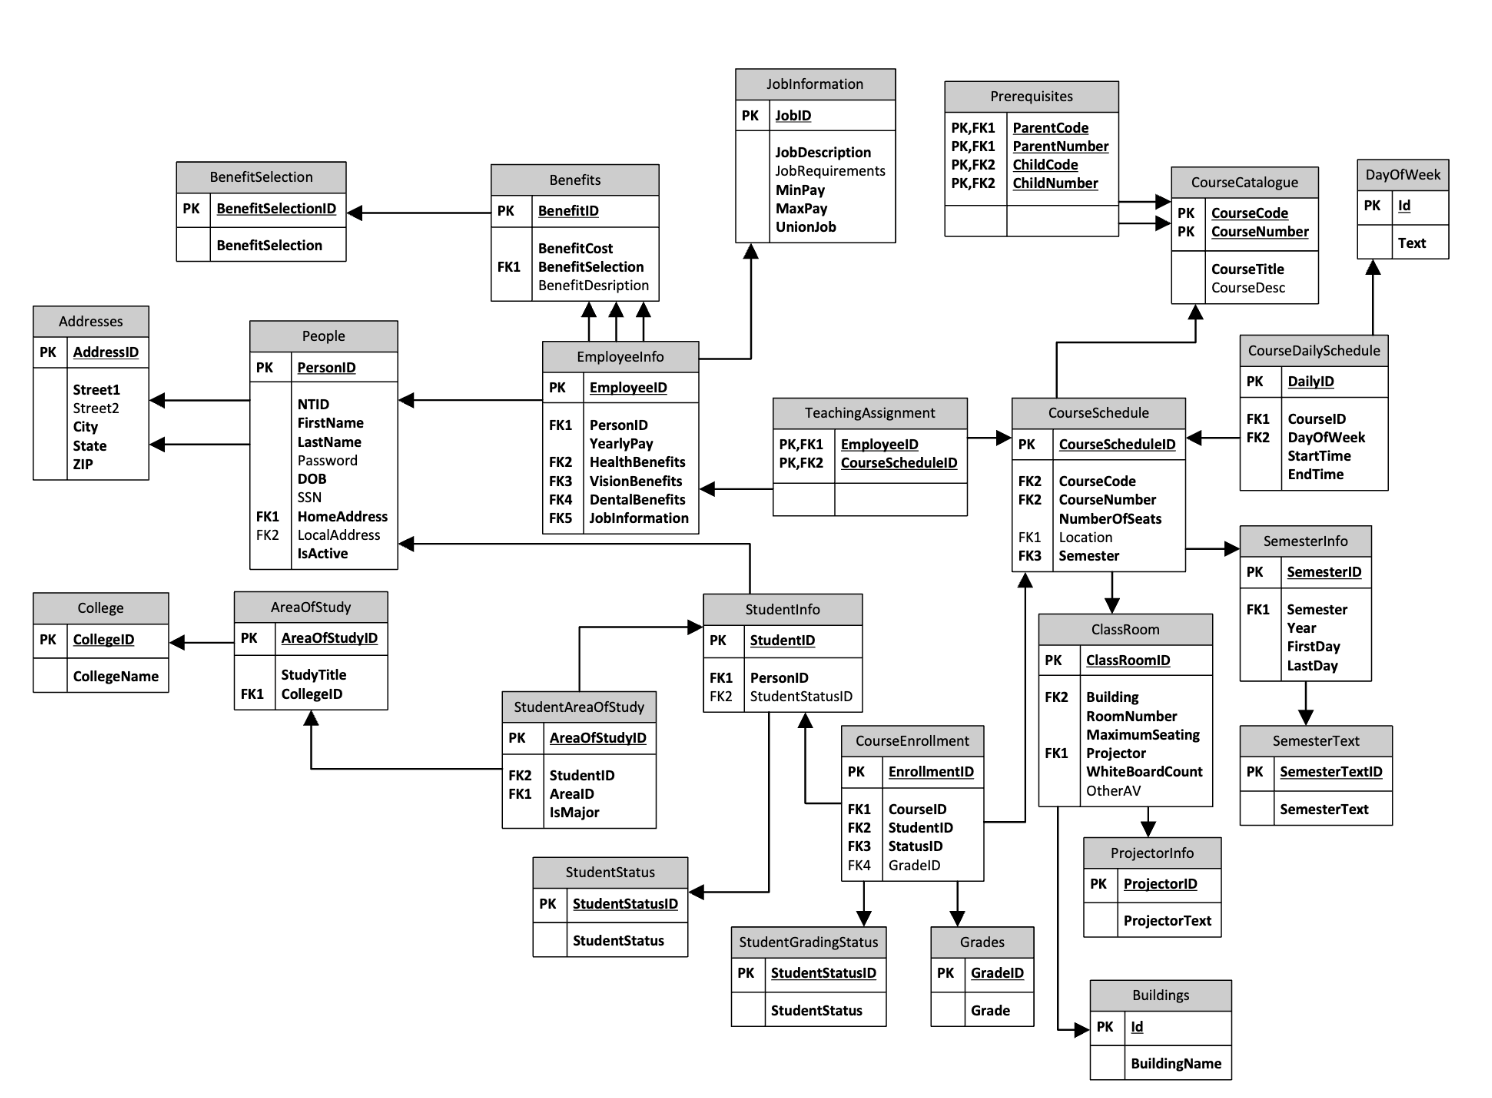 JobInformation
PK JobID
JobDescription
JobRequirements
MinPay
MaxPay
UnionJob
Prerequisites
PK,FK1 ParentCode
PK,FK1 ParentNumber
PK,FK2 ChildCode
PK,FK2 ChildNumber
BenefitSelection
PK BenefitSelectionID
BenefitSelection
Benefits
PK BenefitID
BenefitCost
FK1 BenefitSelection
BenefitDesription
CourseCatalogue
PK CourseCode
PK CourseNumber
CourseTitle
CourseDesc
DayOfWeek
PK Id
Text
Addresses
PK AddressID
Street1
Street2
City
State
ZIP
People
PK PersonID
NTID
FirstName
LastName
Password
DOB
SSN
FK1 HomeAddress
FK2 LocalAddress
IsActive
EmployeeInfo
PK EmployeeID
FK1 PersonID
YearlyPay
FK2 HealthBenefits
FK3 VisionBenefits
FK4 DentalBenefits
FK5 JobInformation
TeachingAssignment
PK,FK1 EmployeeID
PK,FK2 CourseScheduleID
CourseSchedule
PK CourseScheduleID
FK2 CourseCode
FK2 CourseNumber
NumberOfSeats
FK1 Location
FK3 Semester
CourseDailySchedule
PK DailyID
FK1 CourseID
FK2 DayOfWeek
StartTime
EndTime
SemesterInfo
PK SemesterID
FK1 Semester
Year
FirstDay
LastDay
College
PK CollegeID
CollegeName
AreaOfStudy
PK AreaOfStudyID
StudyTitle
FK1 CollegeID
StudentInfo
PK StudentID
FK1 PersonID
FK2 StudentStatusID
ClassRoom
PK ClassRoomID
FK2 Building
RoomNumber
MaximumSeating
FK1 Projector
WhiteBoardCount
OtherAV
StudentAreaOfStudy
PK AreaOfStudyID
FK2 StudentID
FK1 AreaID
IsMajor
CourseEnrollment
PK EnrollmentID
FK1 CourseID
FK2 StudentID
FK3 StatusID
FK4 GradeID
SemesterText
PK SemesterTextID
SemesterText
StudentStatus
PK StudentStatusID
StudentStatus
ProjectorInfo
PK ProjectorID
ProjectorText
StudentGradingStatus
PK StudentStatusID
StudentStatus
Grades
PK GradeID
Grade
Buildings
PK Id
BuildingName